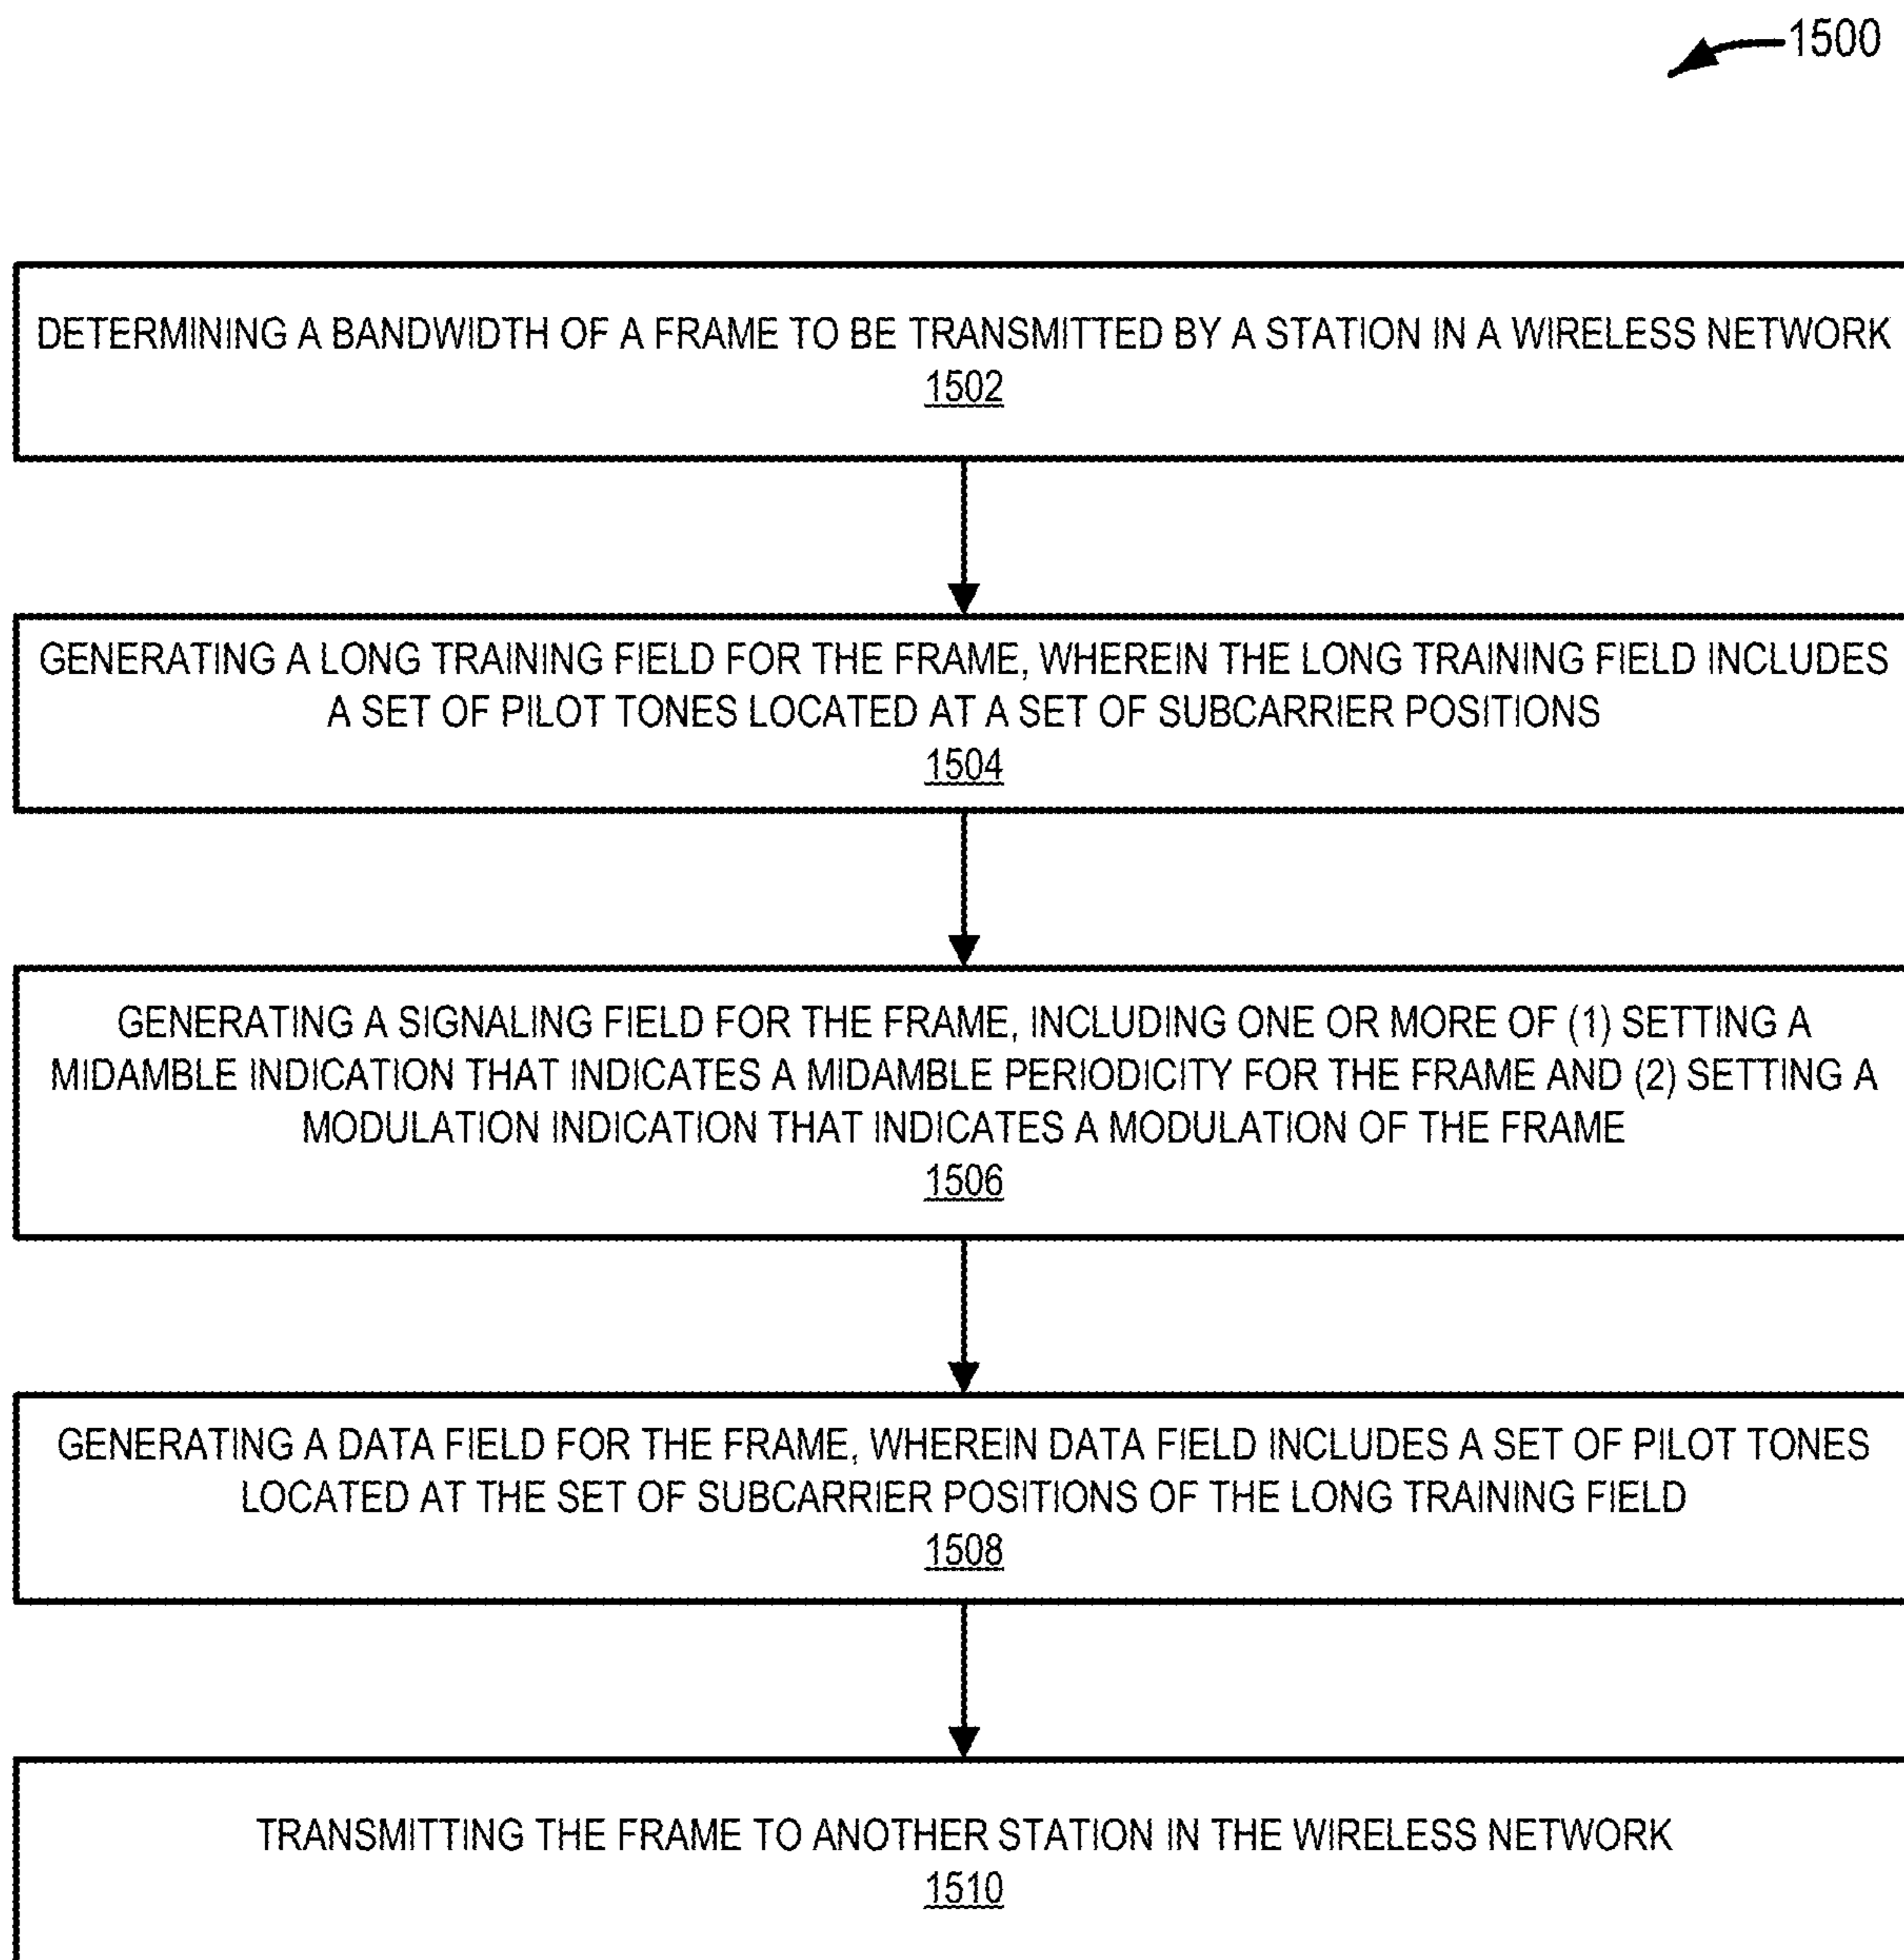 1500
DETERMINING A BANDWIDTH OF A FRAME TO BE TRANSMITTED BY A STATION IN A WIRELESS NETWORK
1502
GENERATING A LONG TRAINING FIELD FOR THE FRAME, WHEREIN THE LONG TRAINING FIELD INCLUDES
A SET OF PILOT TONES LOCATED AT A SET OF SUBCARRIER POSITIONS
1504
GENERATING A SIGNALING FIELD FOR THE FRAME, INCLUDING ONE OR MORE OF (1) SETTING A
MIDAMBLE INDICATION THAT INDICATES A MIDAMBLE PERIODICITY FOR THE FRAME AND (2) SETTING A
MODULATION INDICATION THAT INDICATES A MODULATION OF THE FRAME
1506
GENERATING A DATA FIELD FOR THE FRAME, WHEREIN DATA FIELD INCLUDES A SET OF PILOT TONES
LOCATED AT THE SET OF SUBCARRIER POSITIONS OF THE LONG TRAINING FIELD
1508
TRANSMITTING THE FRAME TO ANOTHER STATION IN THE WIRELESS NETWORK
1510